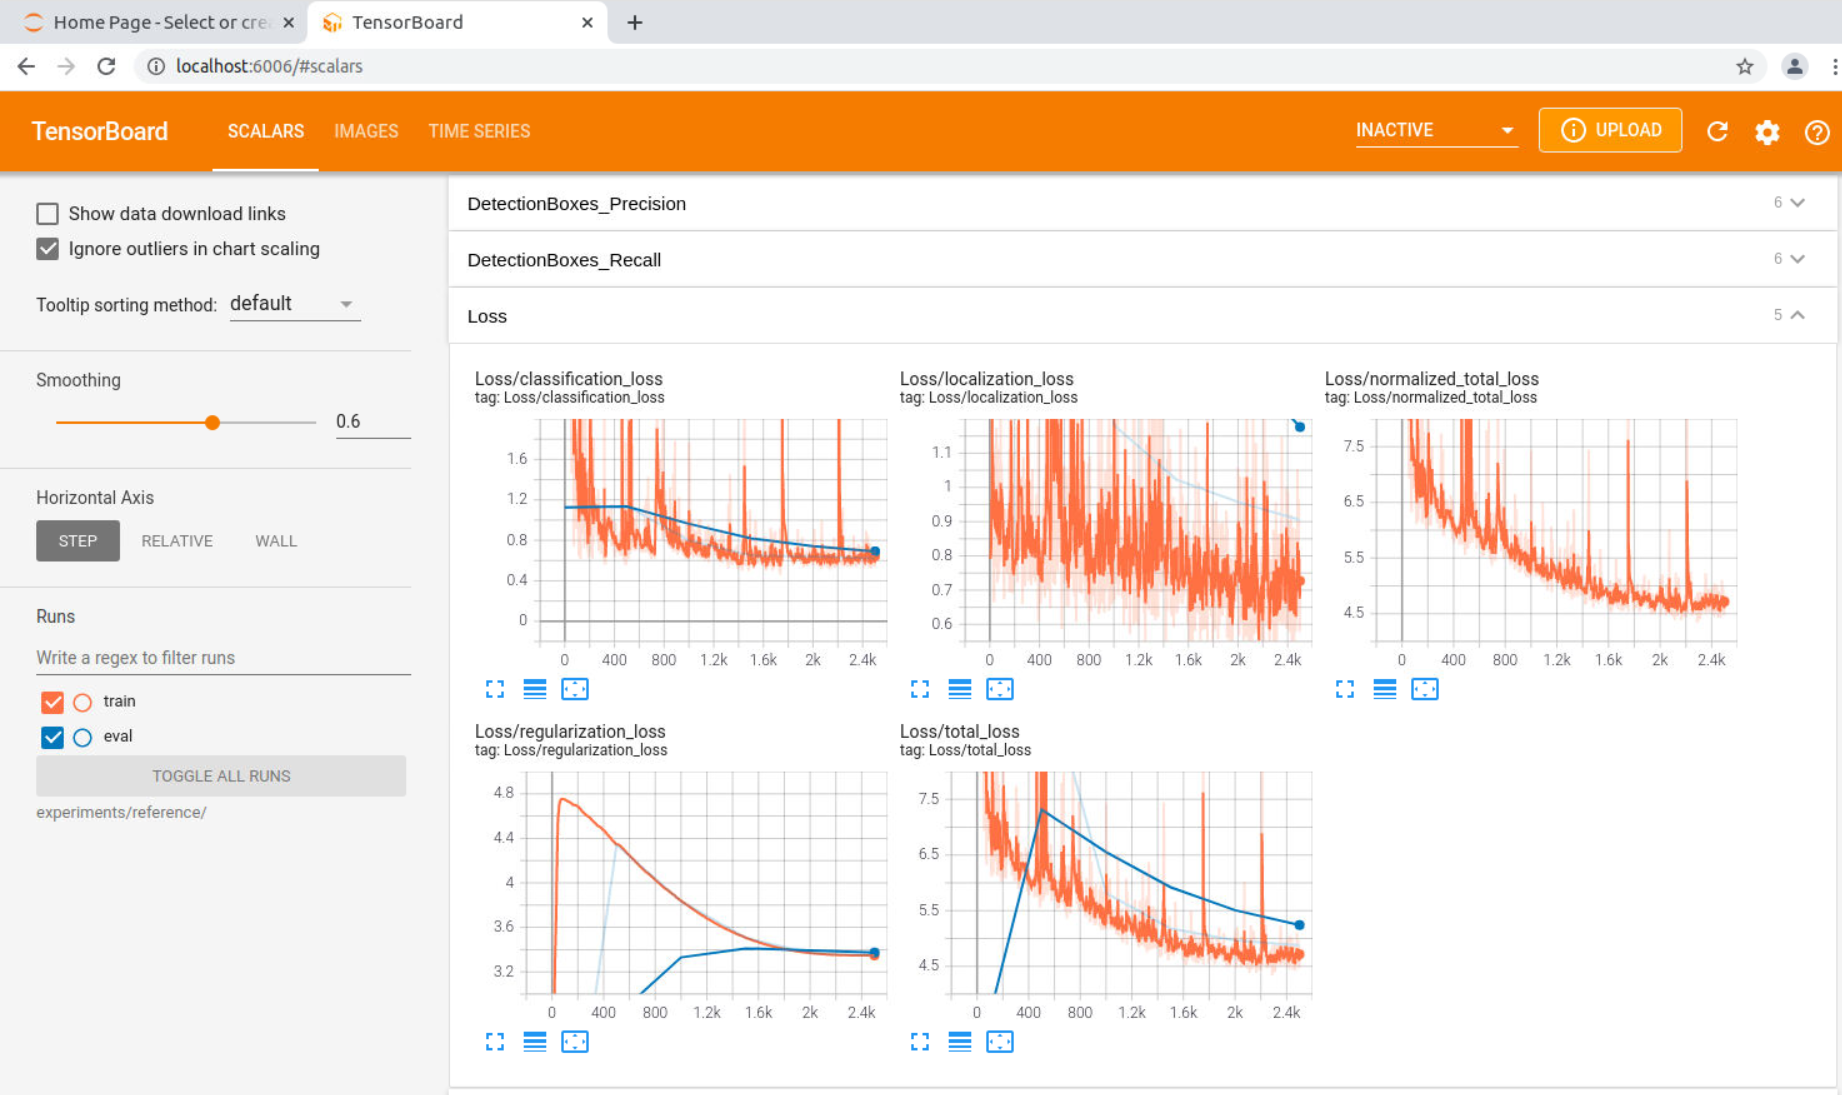 Home Page - Select or cre
TensorBoard
localhost:6006/#scalars
TensorBoard
SCALARS
IMAGES
TIME SERIES
INACTIVE
UPLOAD
Show data download links
Ignore outliers in chart scaling
Tooltip sorting method: default
Smoothing
0.6
Horizontal Axis
STEP
RELATIVE
WALL
Runs
Write a regex to filter runs
train
eval
TOGGLE ALL RUNS
experiments/reference/
DetectionBoxes_Precision
6
DetectionBoxes_Recall
6
Loss
5
Loss/classification_loss
tag: Loss/classification_loss
1.6
1.2
0.8
0.4
0
0 400 800 1.2k 1.6k 2k 2.4k
Loss/localization_loss
tag: Loss/localization_loss
1.1
1
0.9
0.8
0.7
0.6
0 400 800 1.2k 1.6k 2k 2.4k
Loss/normalized_total_loss
tag: Loss/normalized_total_loss
7.5
6.5
5.5
4.5
0 400 800 1.2k 1.6k 2k 2.4k
Loss/regularization_loss
tag: Loss/regularization_loss
4.8
4.4
4
3.6
3.2
0 400 800 1.2k 1.6k 2k 2.4k
Loss/total_loss
tag: Loss/total_loss
7.5
6.5
5.5
4.5
0 400 800 1.2k 1.6k 2k 2.4k